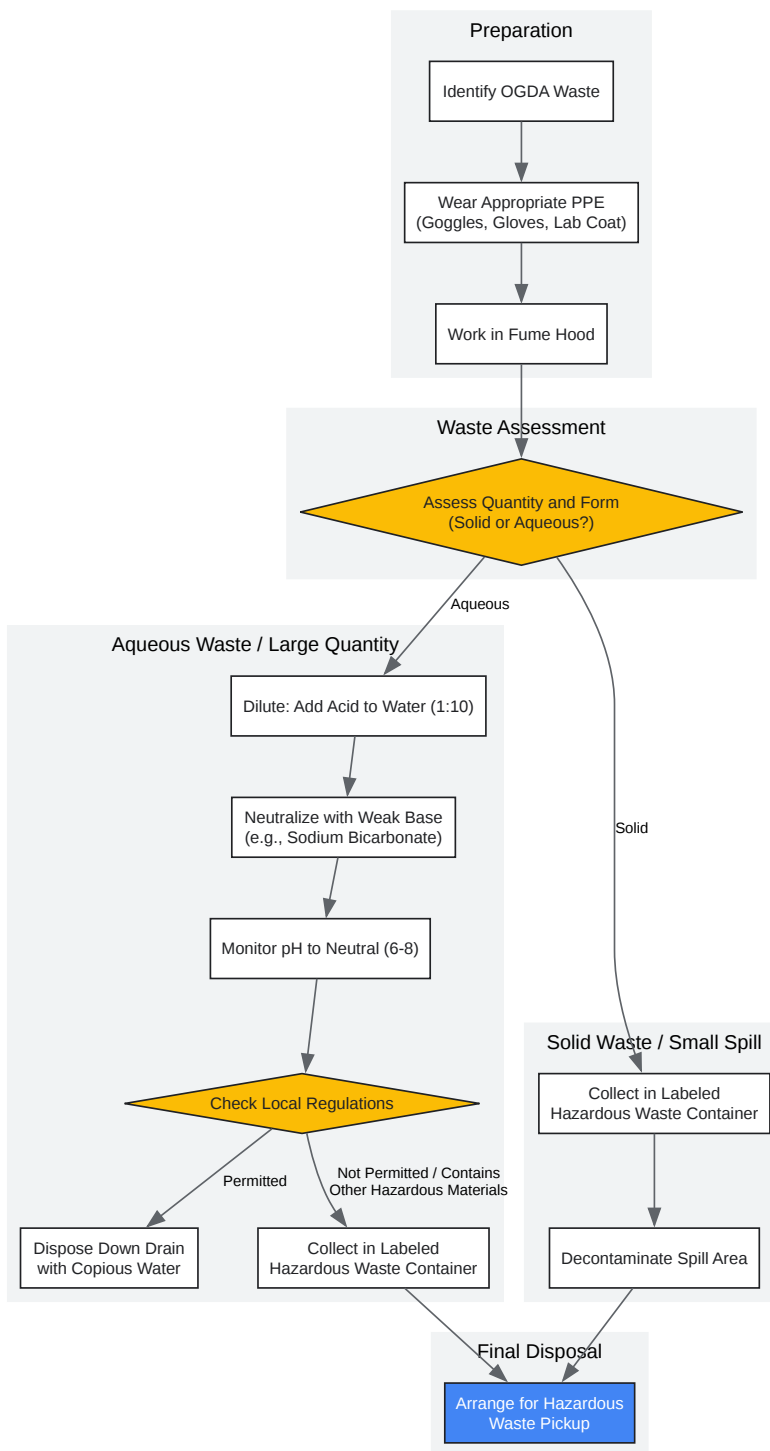 Preparation
Identify OGDA Waste
Wear Appropriate PPE
(Goggles, Gloves, Lab Coat)
Work in Fume Hood
Waste Assessment
Assess Quantity and Form
(Solid or Aqueous?)
Aqueous
Solid
Aqueous Waste / Large Quantity
Dilute: Add Acid to Water (1:10)
Neutralize with Weak Base
(e.g., Sodium Bicarbonate)
Monitor pH to Neutral (6-8)
Check Local Regulations
Permitted
Not Permitted / Contains
Other Hazardous Materials
Dispose Down Drain
with Copious Water
Collect in Labeled
Hazardous Waste Container
Solid Waste / Small Spill
Collect in Labeled
Hazardous Waste Container
Decontaminate Spill Area
Final Disposal
Arrange for Hazardous
Waste Pickup